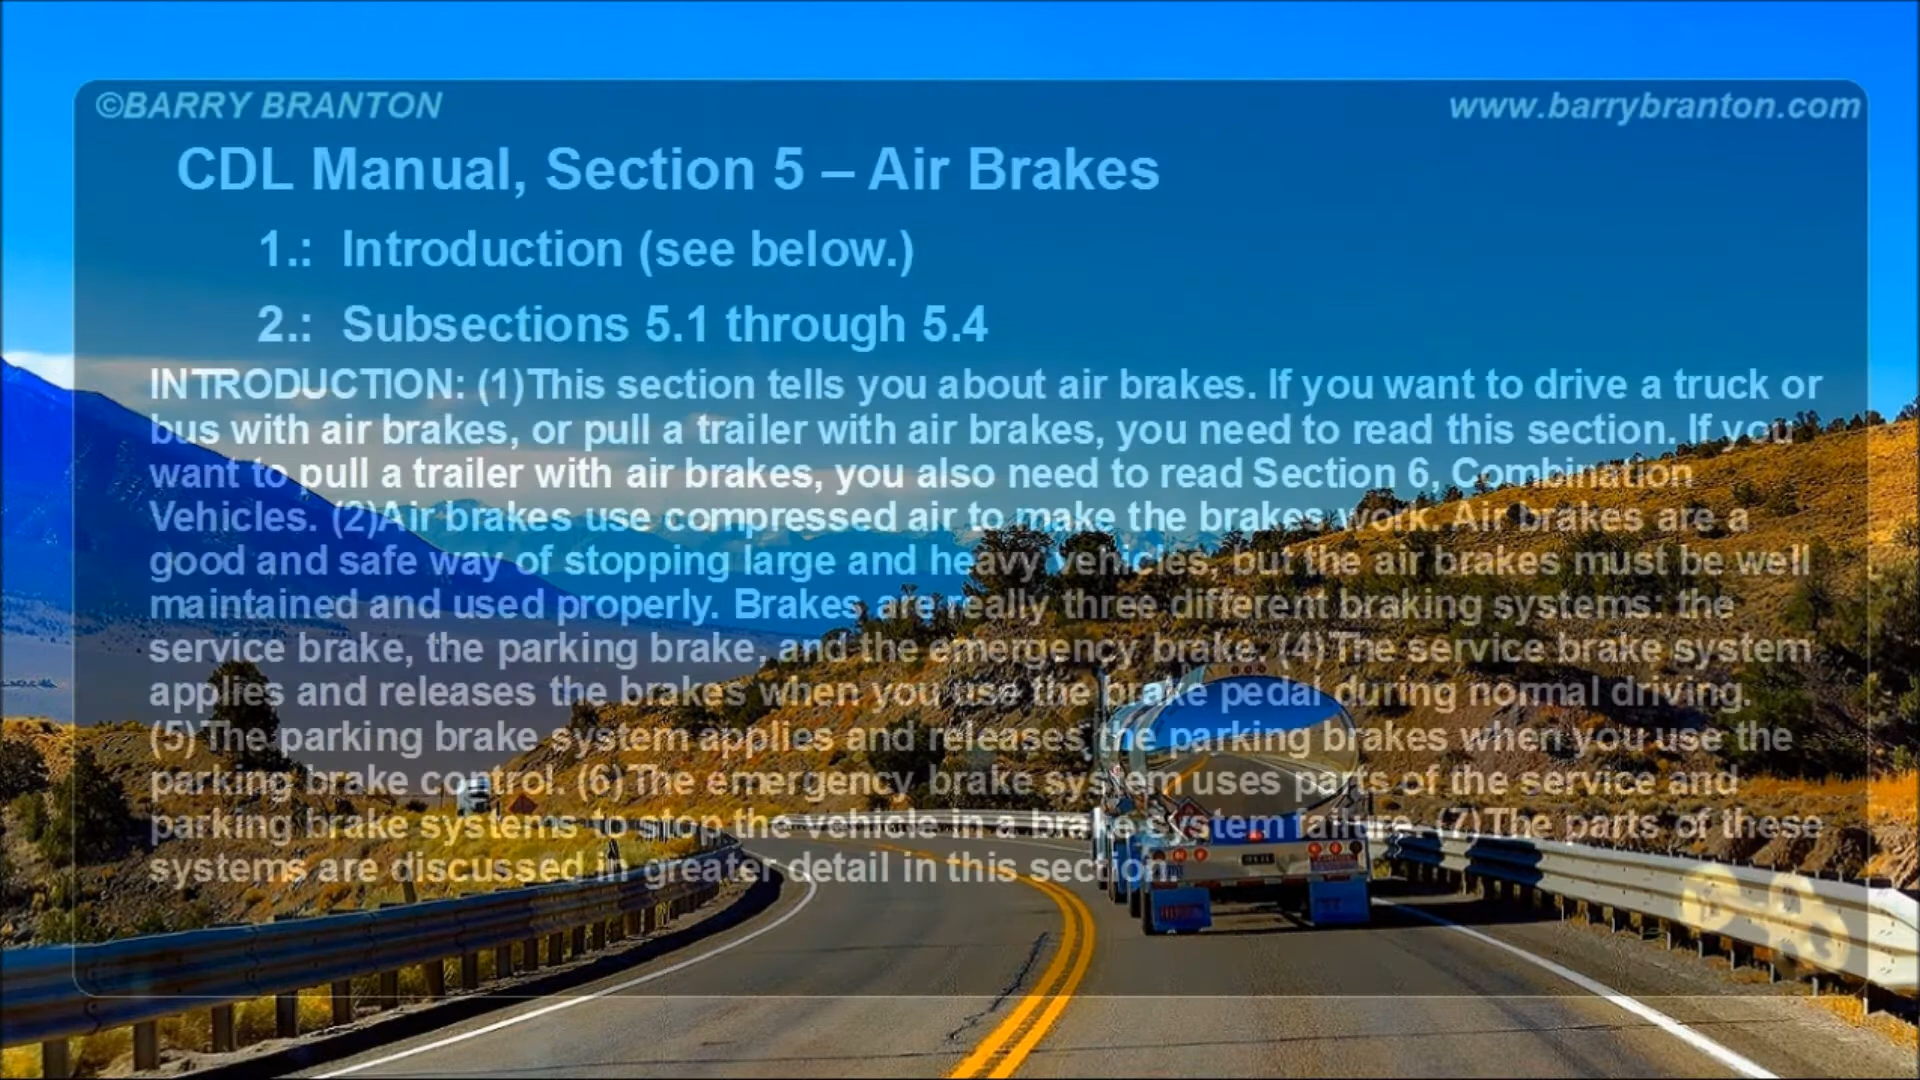 ©BARRY BRANTON
www.barrybranton.com
CDL Manual, Section 5 – Air Brakes
1.: Introduction (see below.)
2.: Subsections 5.1 through 5.4
INTRODUCTION: (1)This section tells you about air brakes. If you want to drive a truck or
bus with air brakes, or pull a trailer with air brakes, you need to read this section. If you
want to pull a trailer with air brakes, you also need to read Section 6, Combination
Vehicles. (2)Air brakes use compressed air to make the brakes work. Air brakes are a
good and safe way of stopping large and heavy vehicles, but the air brakes must be well
maintained and used properly. Brakes are really three different braking systems: the
service brake, the parking brake, and the emergency brake. (4)The service brake system
applies and releases the brakes when you use the brake pedal during normal driving.
(5)The parking brake system applies and releases the parking brakes when you use the
parking brake control. (6)The emergency brake system uses parts of the service and
parking brake systems to stop the vehicle in a brake system failure. (7)The parts of these
systems are discussed in greater detail in this section.